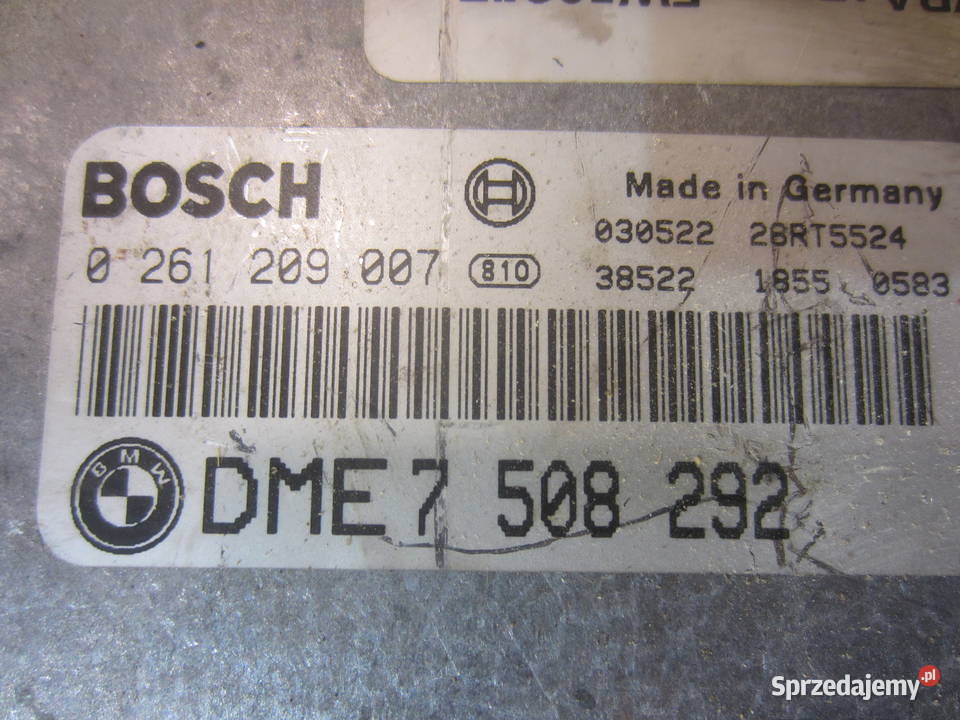 BOSCH
Made in Germany
030522 28RT5524
0 261 209 007 810
38522 1855 0583
BMW
DME 7 508 292
Sprzedajemy.pl